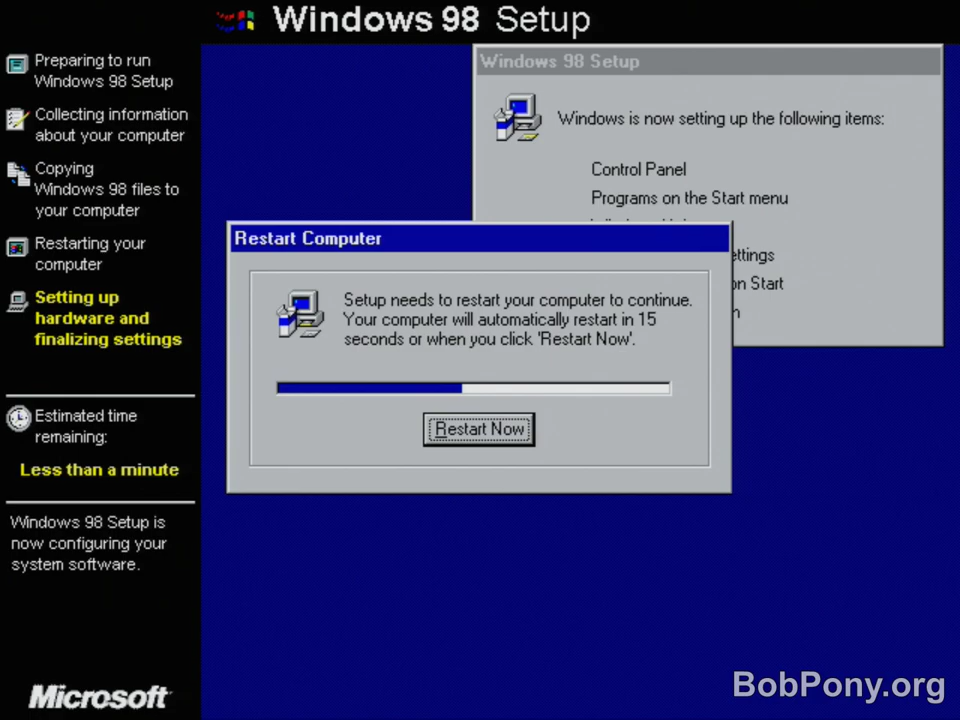 Windows 98 Setup
Preparing to run
Windows 98 Setup
Collecting information
about your computer
Copying
Windows 98 files to
your computer
Restarting your
computer
Setting up
hardware and
finalizing settings
Estimated time
remaining:
Less than a minute
Windows 98 Setup is
now configuring your
system software.
Microsoft
Windows 98 Setup
Windows is now setting up the following items:
Control Panel
Programs on the Start menu
ettings
on Start
n
Restart Computer
Setup needs to restart your computer to continue.
Your computer will automatically restart in 15
seconds or when you click 'Restart Now'.
Restart Now
BobPony.org